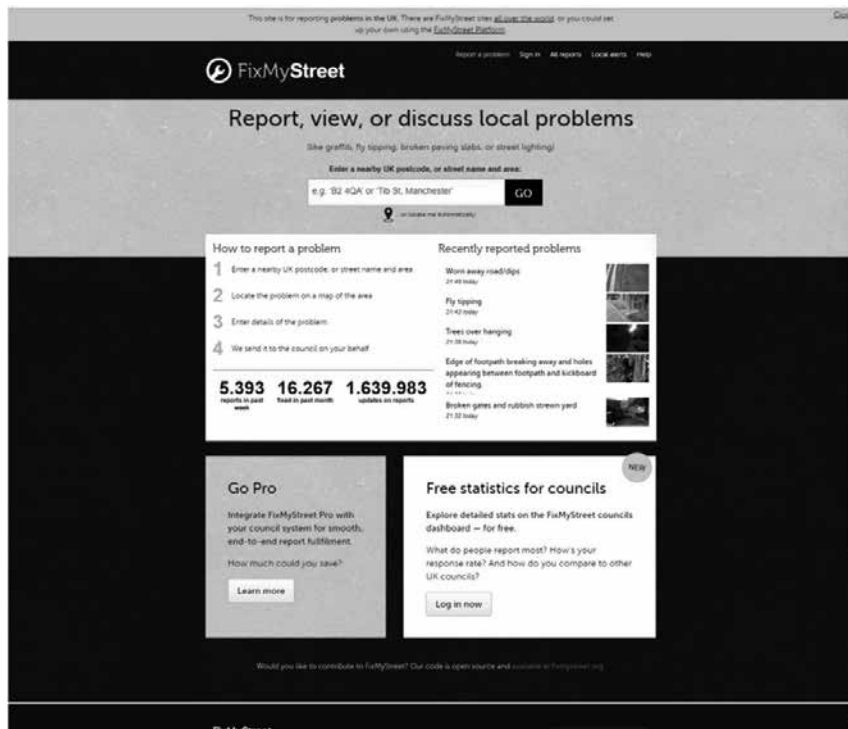 This site is for reporting problems in the UK. There are FixMyStreet sites all over the world, or you could set
up your own using the FixMyStreet Platform.
Report a problem Sign in All reports Local alerts Help
FixMyStreet
Report, view, or discuss local problems
(like graffiti, fly tipping, broken paving slabs, or street lighting)
Enter a nearby UK postcode, or street name and area:
e.g. 'B2 4QA' or 'Tib St, Manchester'
GO
or locate me automatically
How to report a problem
1 Enter a nearby UK postcode, or street name and area
2 Locate the problem on a map of the area
3 Enter details of the problem
4 We send it to the council on your behalf
5.393 16.267 1.639.983
reports in past fixed in past month updates on reports
week
Recently reported problems
Worn away road/dips
today
Fly tipping
21:43 today
Trees over hanging
today
Edge of footpath breaking away and holes
appearing between footpath and kickboard
of fencing.
Broken gates and rubbish strewn yard
21:32 today
Go Pro
Integrate FixMyStreet Pro with
your council system for smooth,
end-to-end report fullfilment.
How much could you save?
Learn more
NEW
Free statistics for councils
Explore detailed stats on the FixMyStreet councils
dashboard — for free.
What do people report most? How's your
response rate? And how do you compare to other
UK councils?
Log in now
Would you like to contribute to FixMyStreet? Our code is open source and available at fixmystreet.org